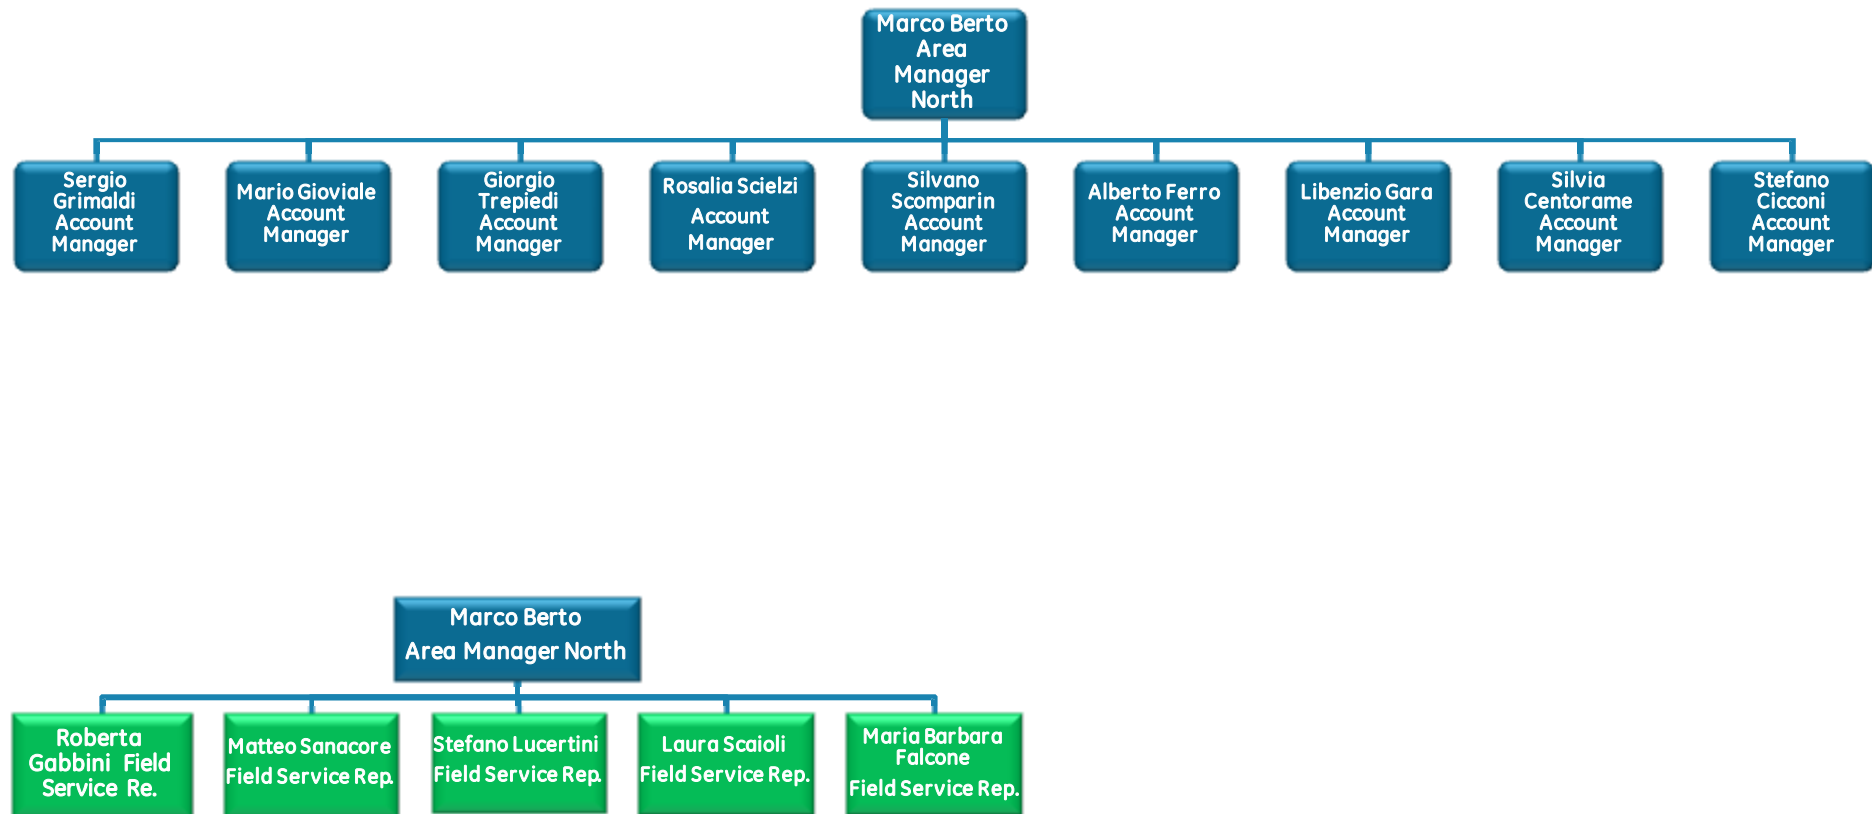 Marco Berto
Area
Manager
North
Sergio
Grimaldi
Account
Manager
Mario Gioviale
Account
Manager
Giorgio
Trepiedi
Account
Manager
Rosalia Scielzi
Account
Manager
Silvano
Scomparin
Account
Manager
Alberto Ferro
Account
Manager
Libenzio Gara
Account
Manager
Silvia
Centorame
Account
Manager
Stefano
Cicconi
Account
Manager
Marco Berto
Area Manager North
Roberta
Gabbini Field
Service Re.
Matteo Sanacore
Field Service Rep.
Stefano Lucertini
Field Service Rep.
Laura Scaioli
Field Service Rep.
Maria Barbara
Falcone
Field Service Rep.